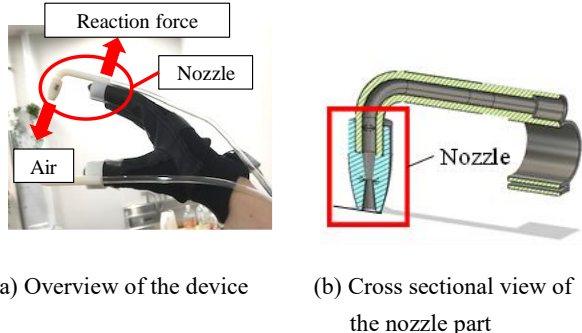 Reaction force
Nozzle
Air
Nozzle
a) Overview of the device
(b) Cross sectional view of
the nozzle part